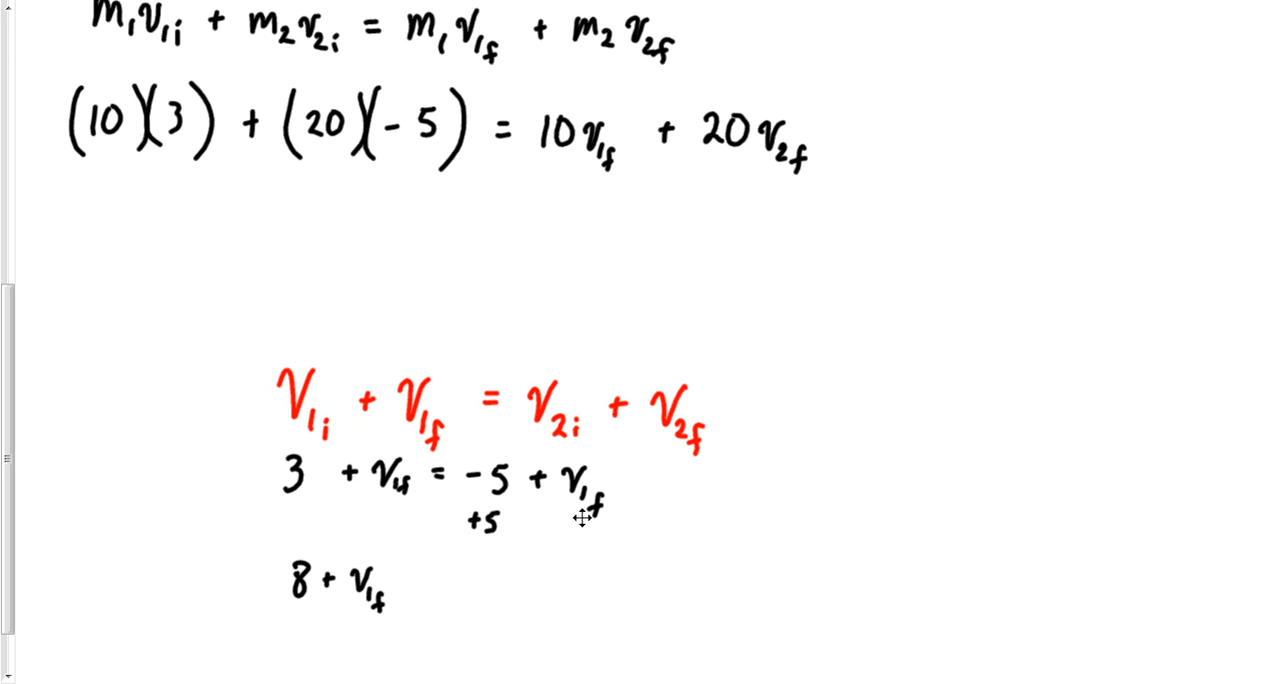 m₁v₁ᵢ + m₂v₂ᵢ = m₁v₁f + m₂v₂f
(10)(3) + (20)(-5) = 10v₁f + 20v₂f
v₁ᵢ + v₁f = v₂ᵢ + v₂f
3 + v₁f = -5 + v₁f
+5
8 + v₁f